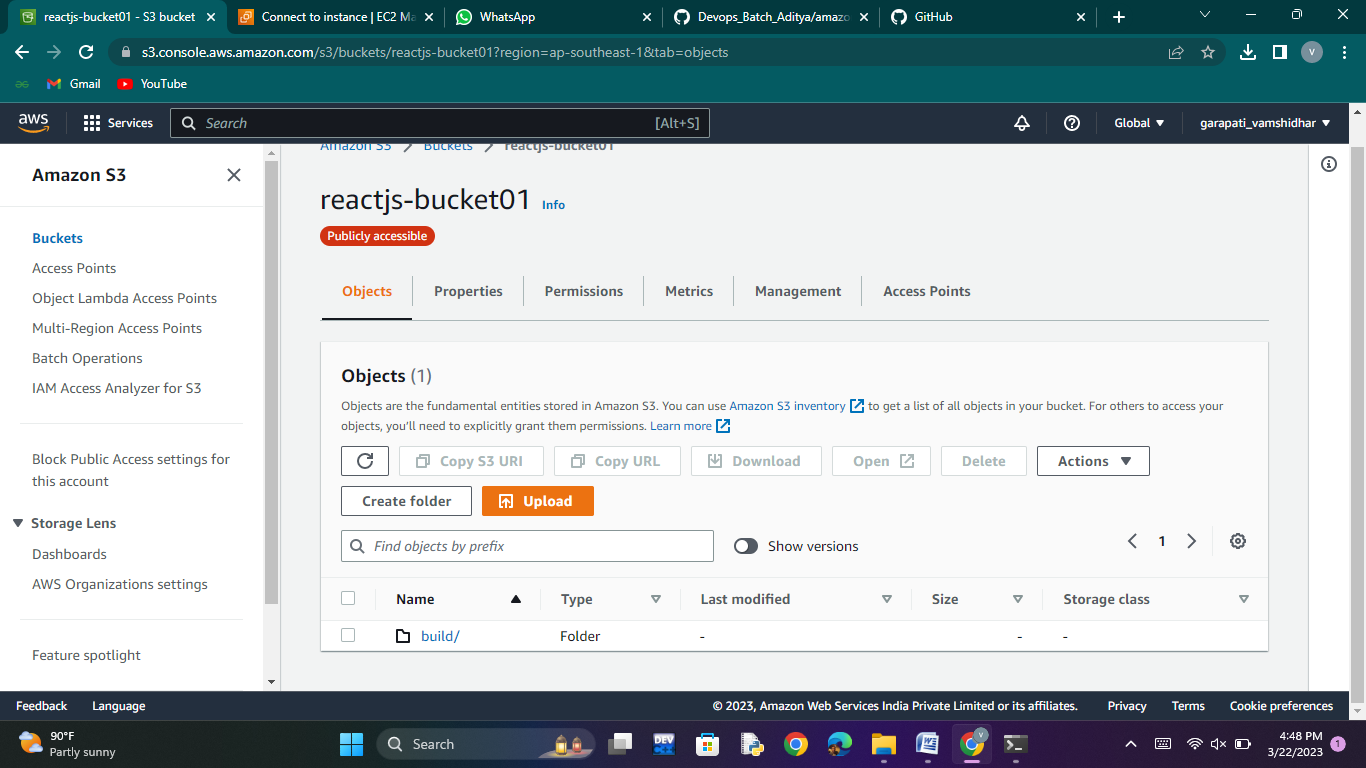 reactjs-bucket01 - S3 bucket
Connect to instance | EC2 Ma
WhatsApp
Devops_Batch_Aditya/amazo
GitHub
s3.console.aws.amazon.com/s3/buckets/reactjs-bucket01?region=ap-southeast-1&tab=objects
V
Gmail
YouTube
aws
Services
Search
[Alt+S]
Global
garapati_vamshidhar
Amazon S3
Amazon S3
Buckets
reactjs-bucket01
reactjs-bucket01
Info
Publicly accessible
Buckets
Access Points
Object Lambda Access Points
Multi-Region Access Points
Batch Operations
IAM Access Analyzer for S3
Block Public Access settings for
this account
Storage Lens
Dashboards
AWS Organizations settings
Feature spotlight
Objects
Properties
Permissions
Metrics
Management
Access Points
Objects (1)
Objects are the fundamental entities stored in Amazon S3. You can use Amazon S3 inventory to get a list of all objects in your bucket. For others to access your
objects, you'll need to explicitly grant them permissions. Learn more
Copy S3 URI
Copy URL
Download
Open
Delete
Actions
Create folder
Upload
Find objects by prefix
Show versions
1
Name
Type
Last modified
Size
Storage class
build/
Folder
-
-
-
Feedback
Language
© 2023, Amazon Web Services India Private Limited or its affiliates.
Privacy
Terms
Cookie preferences
90°F
Partly sunny
Search
DEV
4:48 PM
3/22/2023
1